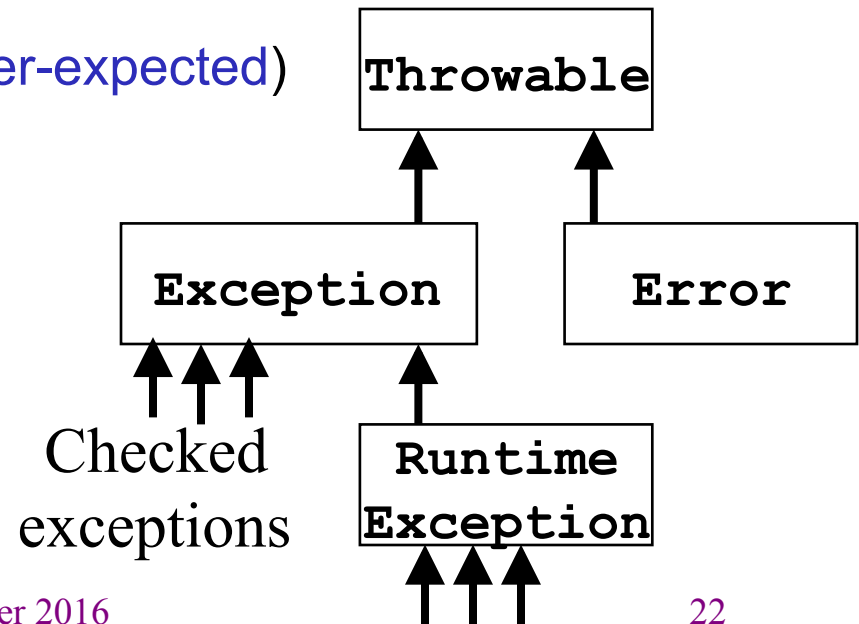 er-expected)
Throwable
Exception
Error
Checked
exceptions
Runtime
Exception
er 2016
22